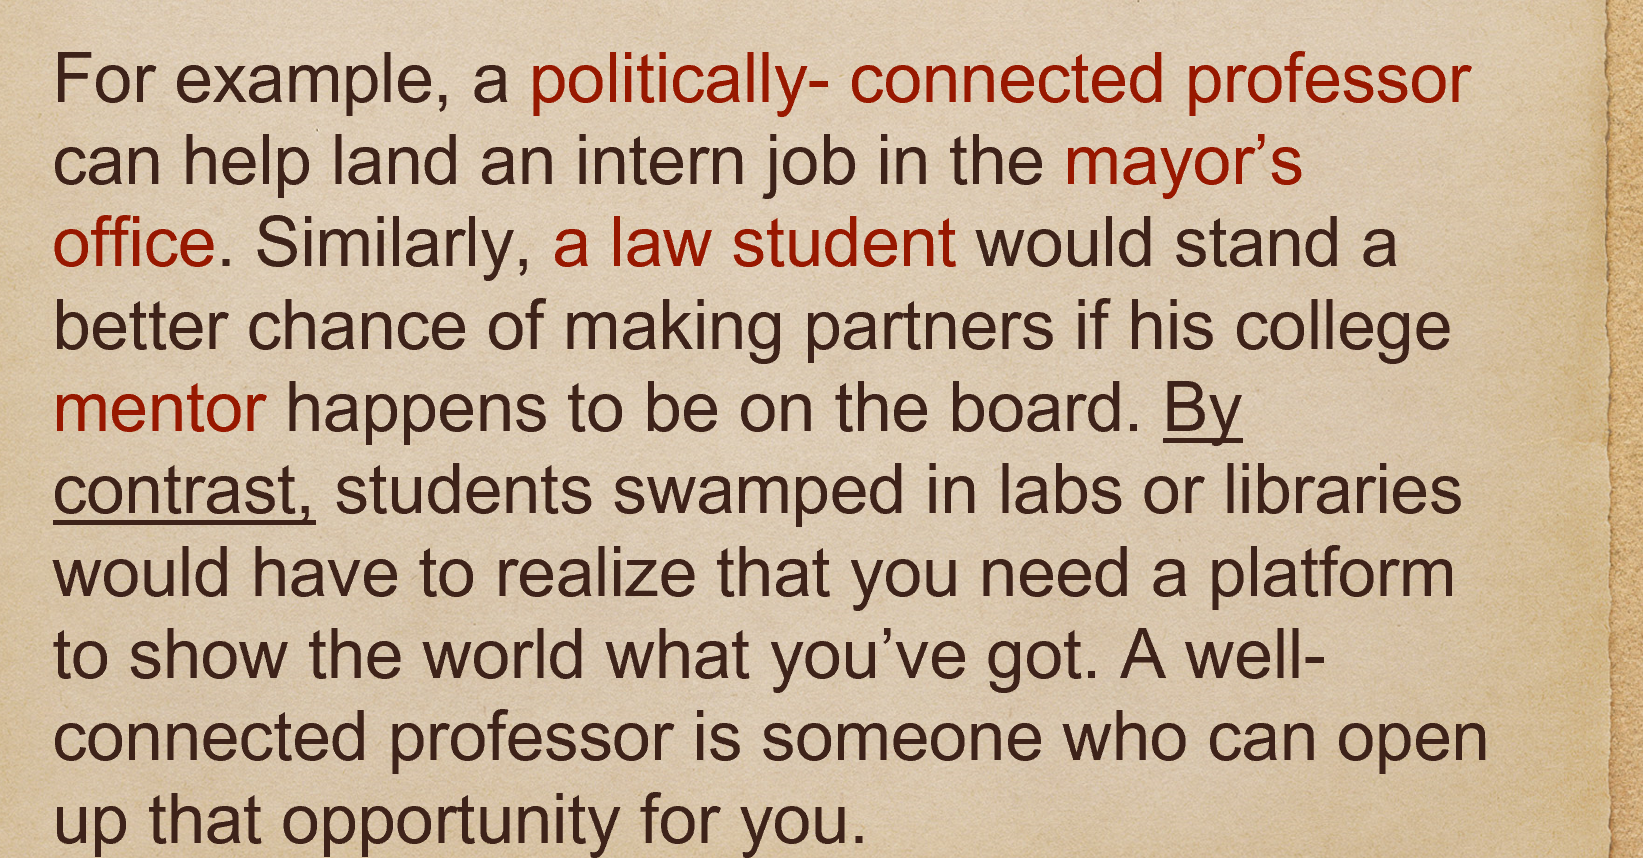 For example, a politically- connected professor
can help land an intern job in the mayor’s
office. Similarly, a law student would stand a
better chance of making partners if his college
mentor happens to be on the board. By
contrast, students swamped in labs or libraries
would have to realize that you need a platform
to show the world what you’ve got. A well-
connected professor is someone who can open
up that opportunity for you.